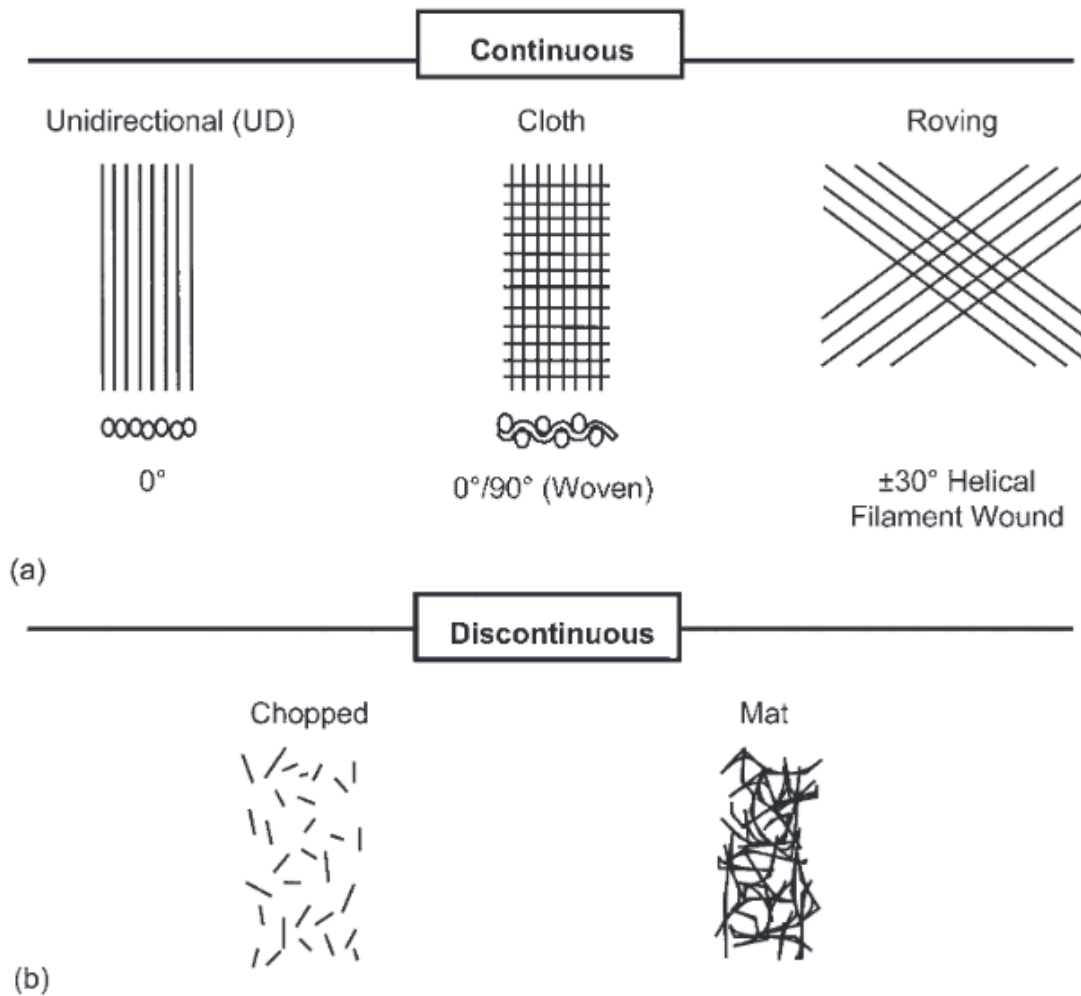 Continuous
Unidirectional (UD)
Cloth
Roving
0°
0°/90° (Woven)
±30° Helical
Filament Wound
(a)
Discontinuous
Chopped
Mat
(b)